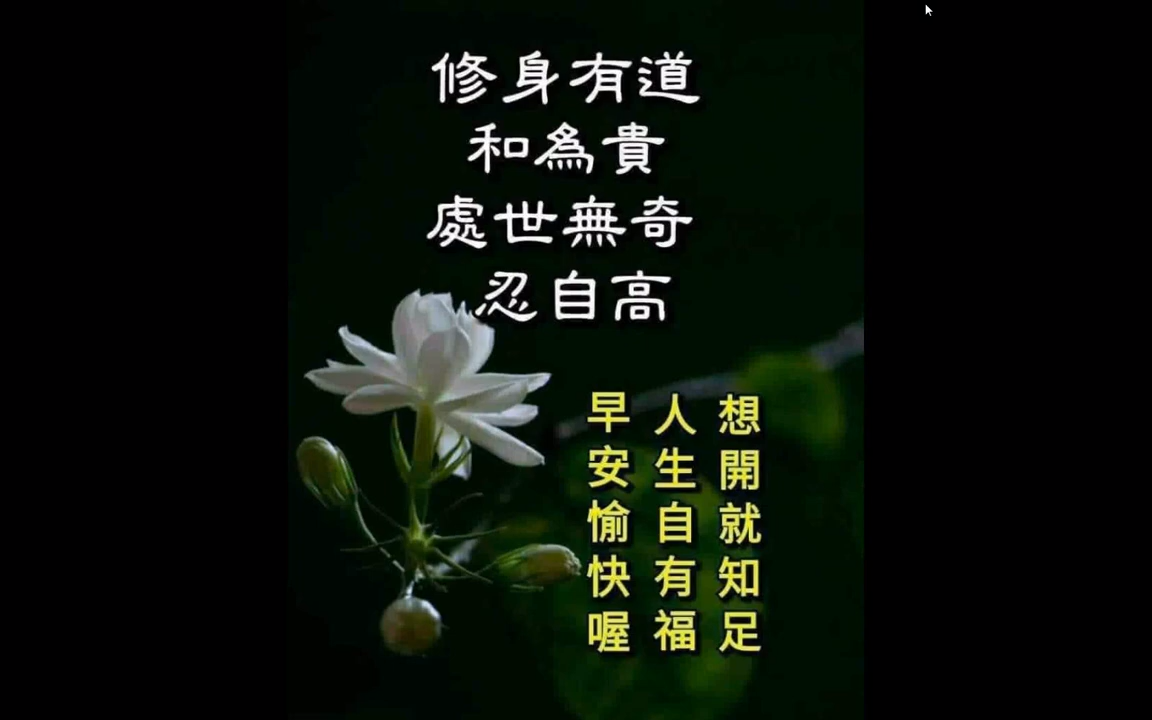 修身有道
和為貴
處世無奇
忍自高
想開就知足
人生自有福
早安愉快喔